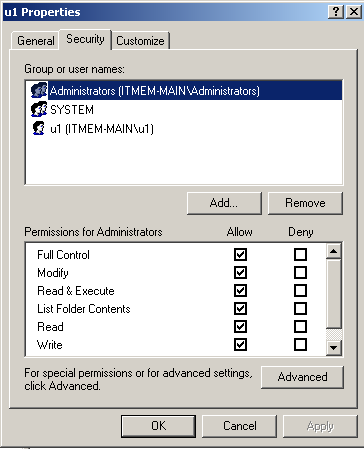 u1 Properties
General Security Customize
Group or user names:
Administrators (ITMEM-MAIN\Administrators)
SYSTEM
u1 (ITMEM-MAIN\u1)
Add... Remove
Permissions for Administrators Allow Deny
Full Control
Modify
Read & Execute
List Folder Contents
Read
Write
For special permissions or for advanced settings,
click Advanced.
Advanced
OK Cancel Apply